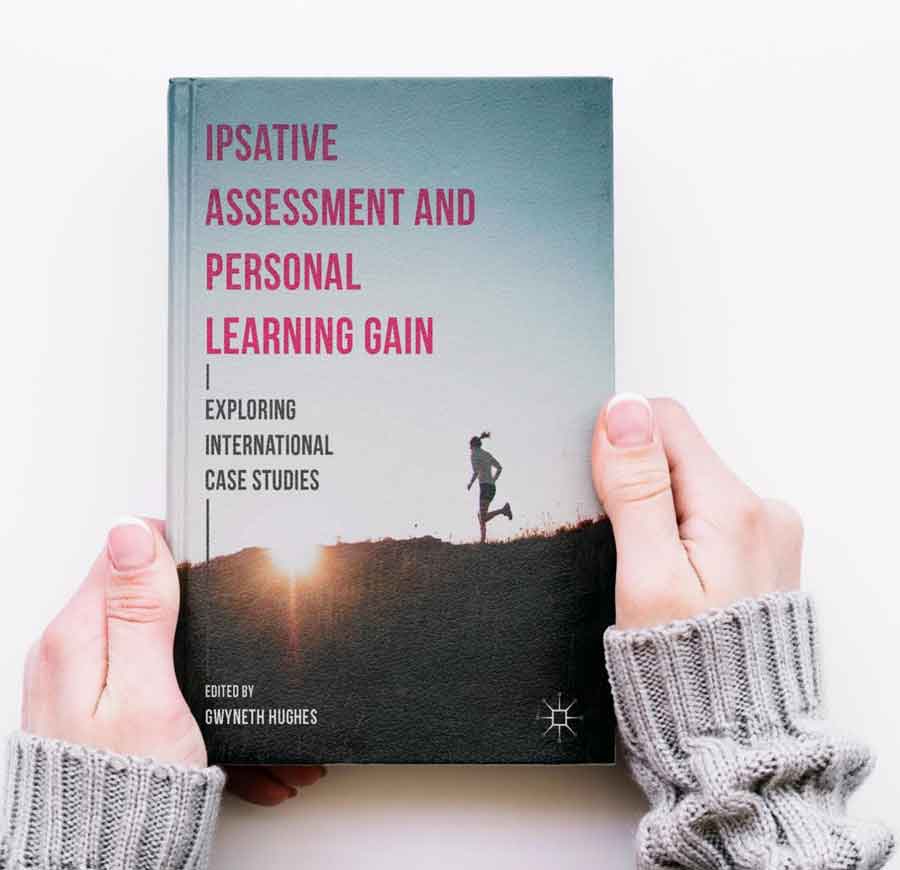 IPSATIVE
ASSESSMENT AND
PERSONAL
LEARNING GAIN
EXPLORING
INTERNATIONAL
CASE STUDIES
EDITED BY
GWYNETH HUGHES